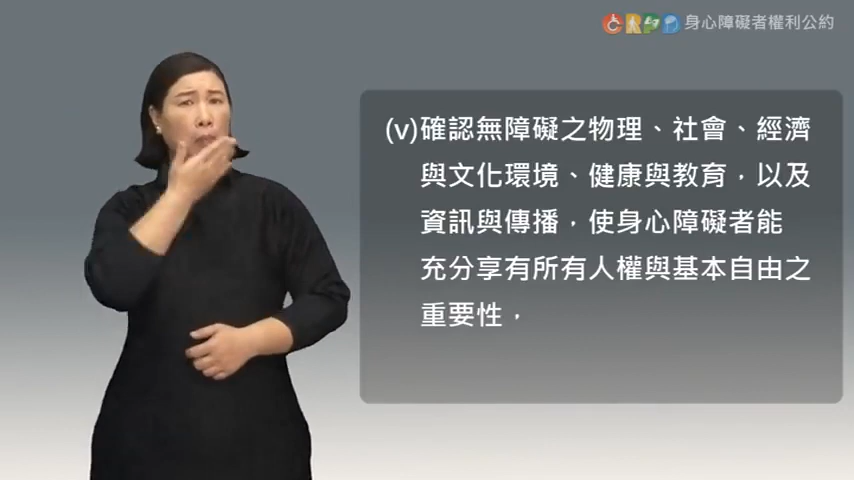 CRPD 身心障礙者權利公約
(v)確認無障礙之物理、社會、經濟
與文化環境、健康與教育，以及
資訊與傳播，使身心障礙者能
充分享有所有人權與基本自由之
重要性，